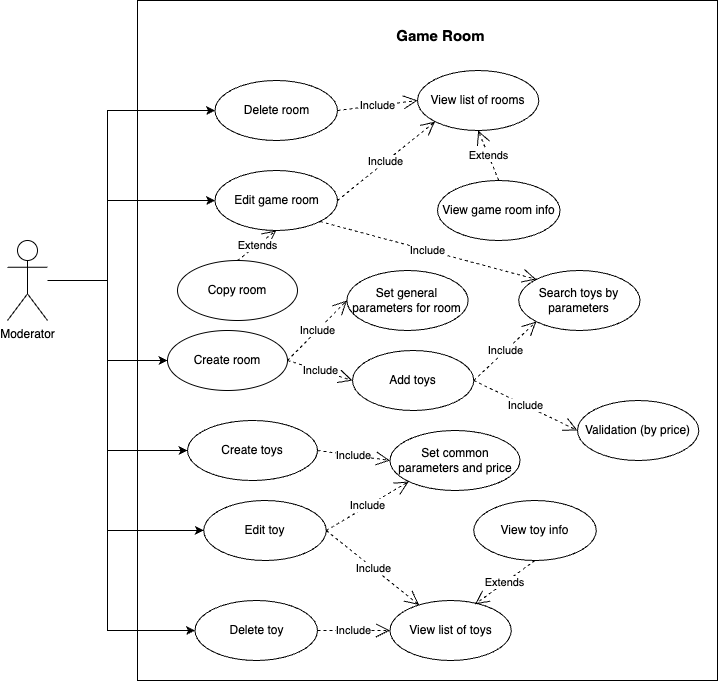 Game Room
Delete room
Include
View list of rooms
Include
Extends
Edit game room
View game room info
Extends
Include
Copy room
Set general
parameters for room
Search toys by
parameters
Moderator
Include
Create room
Include
Include
Add toys
Include
Validation (by price)
Create toys
Include
Set common
parameters and price
Include
Edit toy
View toy info
Include
Extends
Delete toy
Include
View list of toys